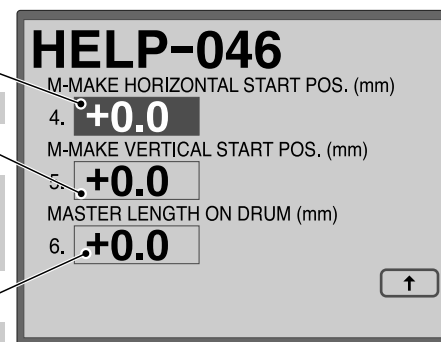 HELP-046
M-MAKE HORIZONTAL START POS. (mm)
4. +0.0
M-MAKE VERTICAL START POS. (mm)
5. +0.0
MASTER LENGTH ON DRUM (mm)
6. +0.0
↑